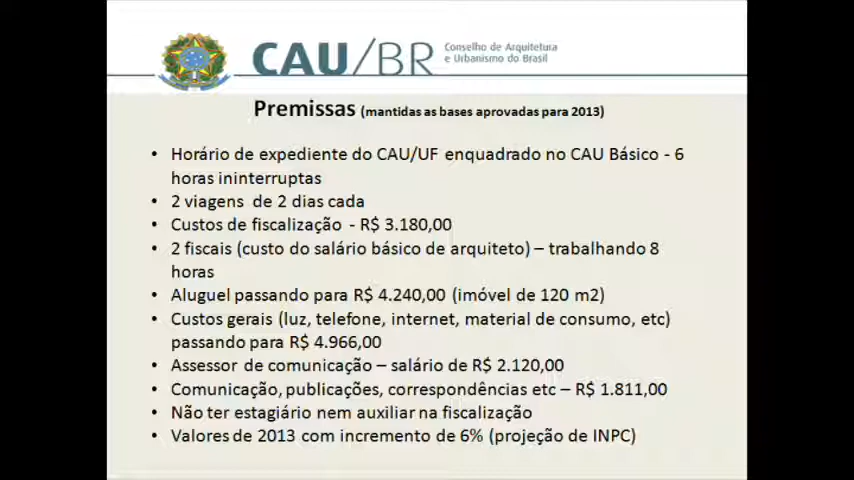 CAU/BR Conselho de Arquitetura
e Urbanismo do Brasil
Premissas (mantidas as bases aprovadas para 2013)
• Horário de expediente do CAU/UF enquadrado no CAU Básico - 6
horas ininterruptas
• 2 viagens de 2 dias cada
• Custos de fiscalização - R$ 3.180,00
• 2 fiscais (custo do salário básico de arquiteto) – trabalhando 8
horas
• Aluguel passando para R$ 4.240,00 (imóvel de 120 m2)
• Custos gerais (luz, telefone, internet, material de consumo, etc)
passando para R$ 4.966,00
• Assessor de comunicação – salário de R$ 2.120,00
• Comunicação, publicações, correspondências etc – R$ 1.811,00
• Não ter estagiário nem auxiliar na fiscalização
• Valores de 2013 com incremento de 6% (projeção de INPC)